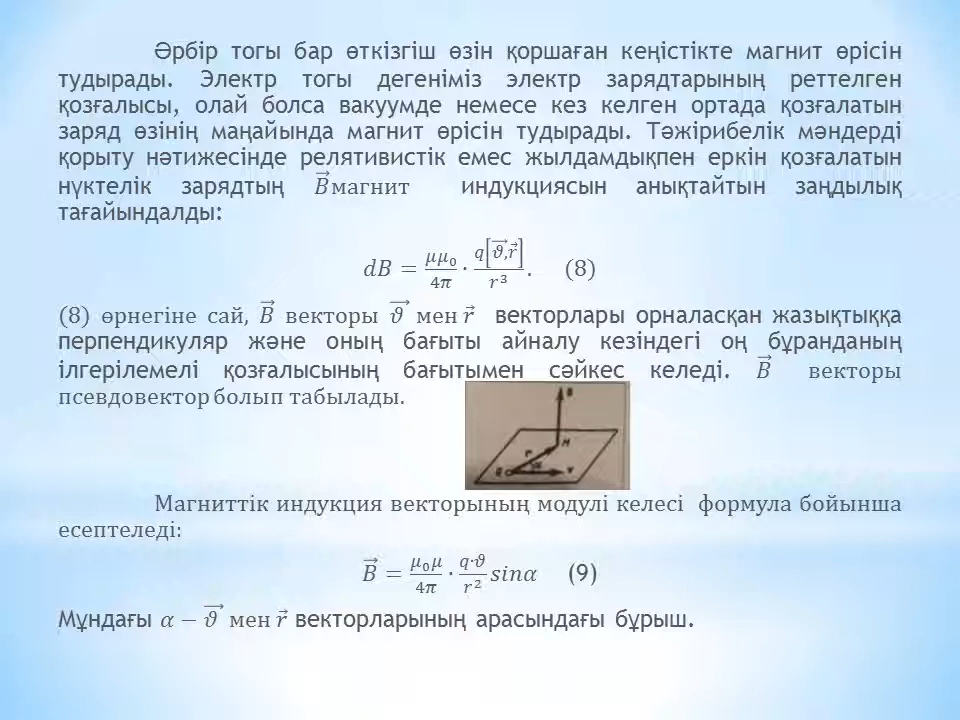 Әрбір тогы бар өткізгіш өзін қоршаған кеңістікте магнит өрісін
тудырады. Электр тогы дегеніміз электр зарядтарының реттелген
қозғалысы, олай болса вакуумде немесе кез келген ортада қозғалатын
заряд өзінің маңайында магнит өрісін тудырады. Тәжірибелік мәндерді
қорыту нәтижесінде релятивистік емес жылдамдықпен еркін қозғалатын
нүктелік зарядтың B⃗магнит индукциясын анықтайтын заңдылық
тағайындалды:
dB = μμ₀/4π · q[ϑ⃗,r⃗]/r³. (8)
(8) өрнегіне сай, B⃗ векторы ϑ⃗ мен r⃗ векторлары орналасқан жазықтыққа
перпендикуляр және оның бағыты айналу кезіндегі оң бұранданың
ілгерілемелі қозғалысының бағытымен сәйкес келеді. B⃗ векторы
псевдовектор болып табылады.
B
r
M
α
v
Магниттік индукция векторының модулі келесі формула бойынша
есептеледі:
B⃗ = μ₀μ/4π · q·ϑ/r² sinα (9)
Мұндағы α − ϑ⃗ мен r⃗ векторларының арасындағы бұрыш.